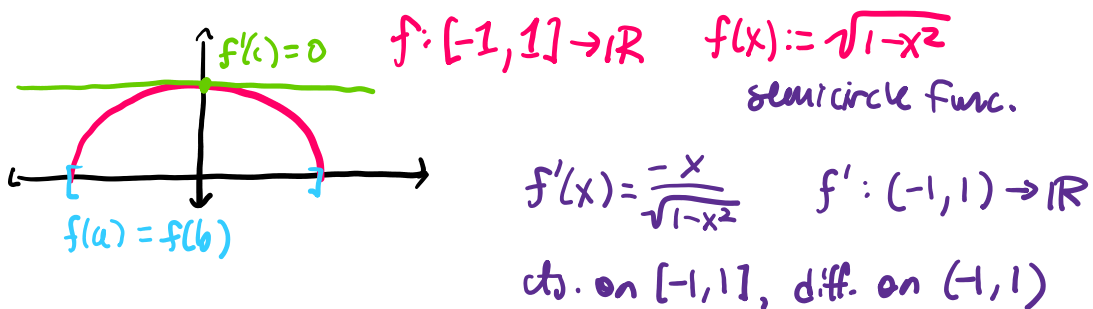 f'(c)=0
f:[-1,1]→ℝ f(x):=√(1-x²)
semicircle func.
f'(x)=-x/√(1-x²) f':(-1,1)→ℝ
f(a)=f(b)
cts. on [-1,1], diff. on (-1,1)